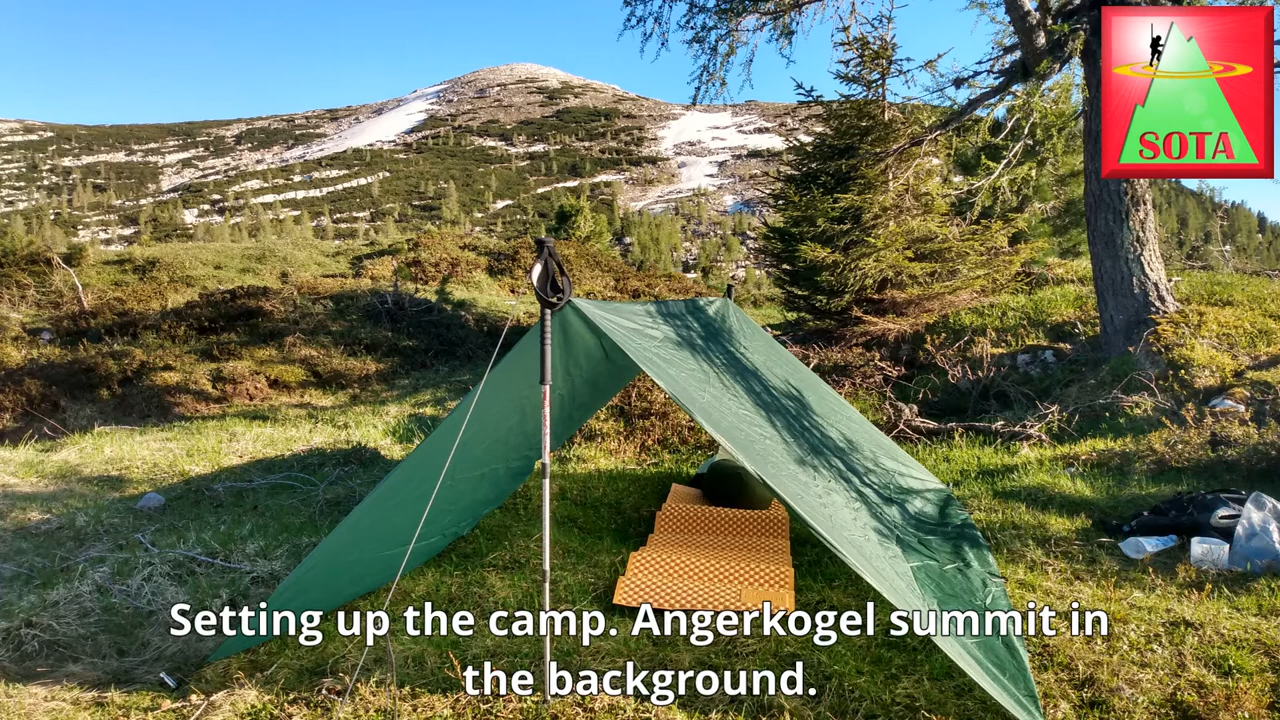 SOTA
Setting up the camp. Angerkogel summit in
the background.